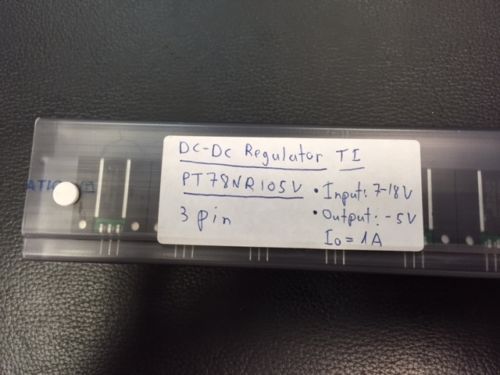 DC-DC Regulator TI
PT78NR105V
3 pin
• Input: 7-18V
• Output: -5V
Io = 1A